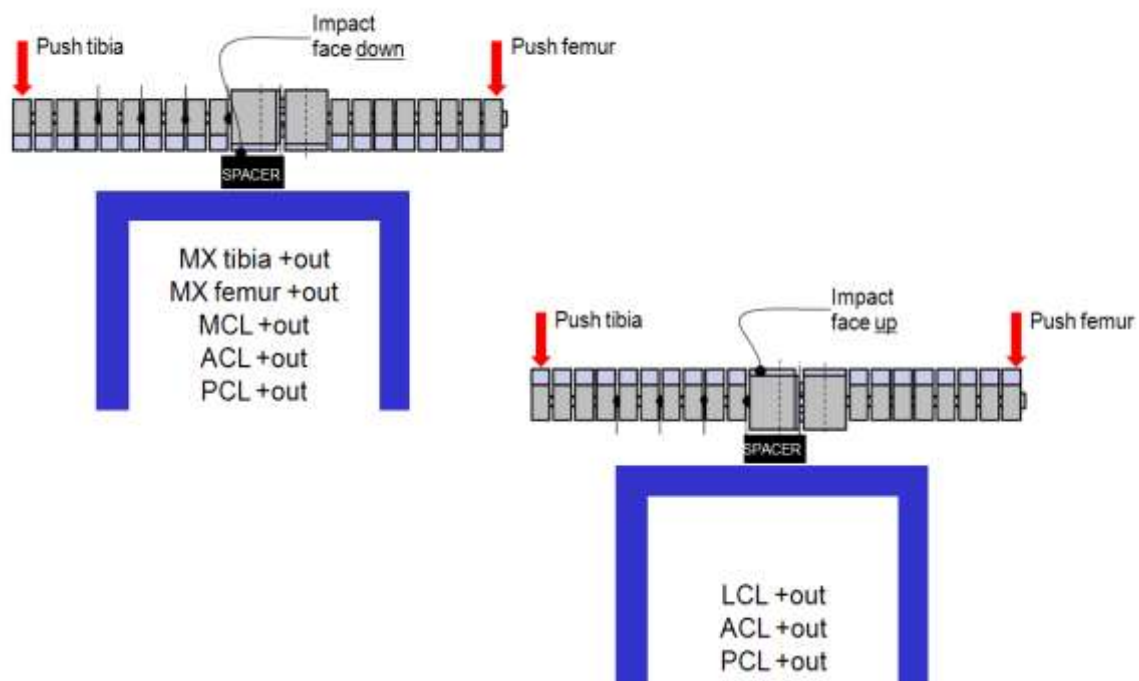 Impact
face down
Push tibia
Push femur
SPACER
MX tibia +out
MX femur +out
MCL +out
ACL +out
PCL +out
Impact
face up
Push tibia
Push femur
SPACER
LCL +out
ACL +out
PCL +out